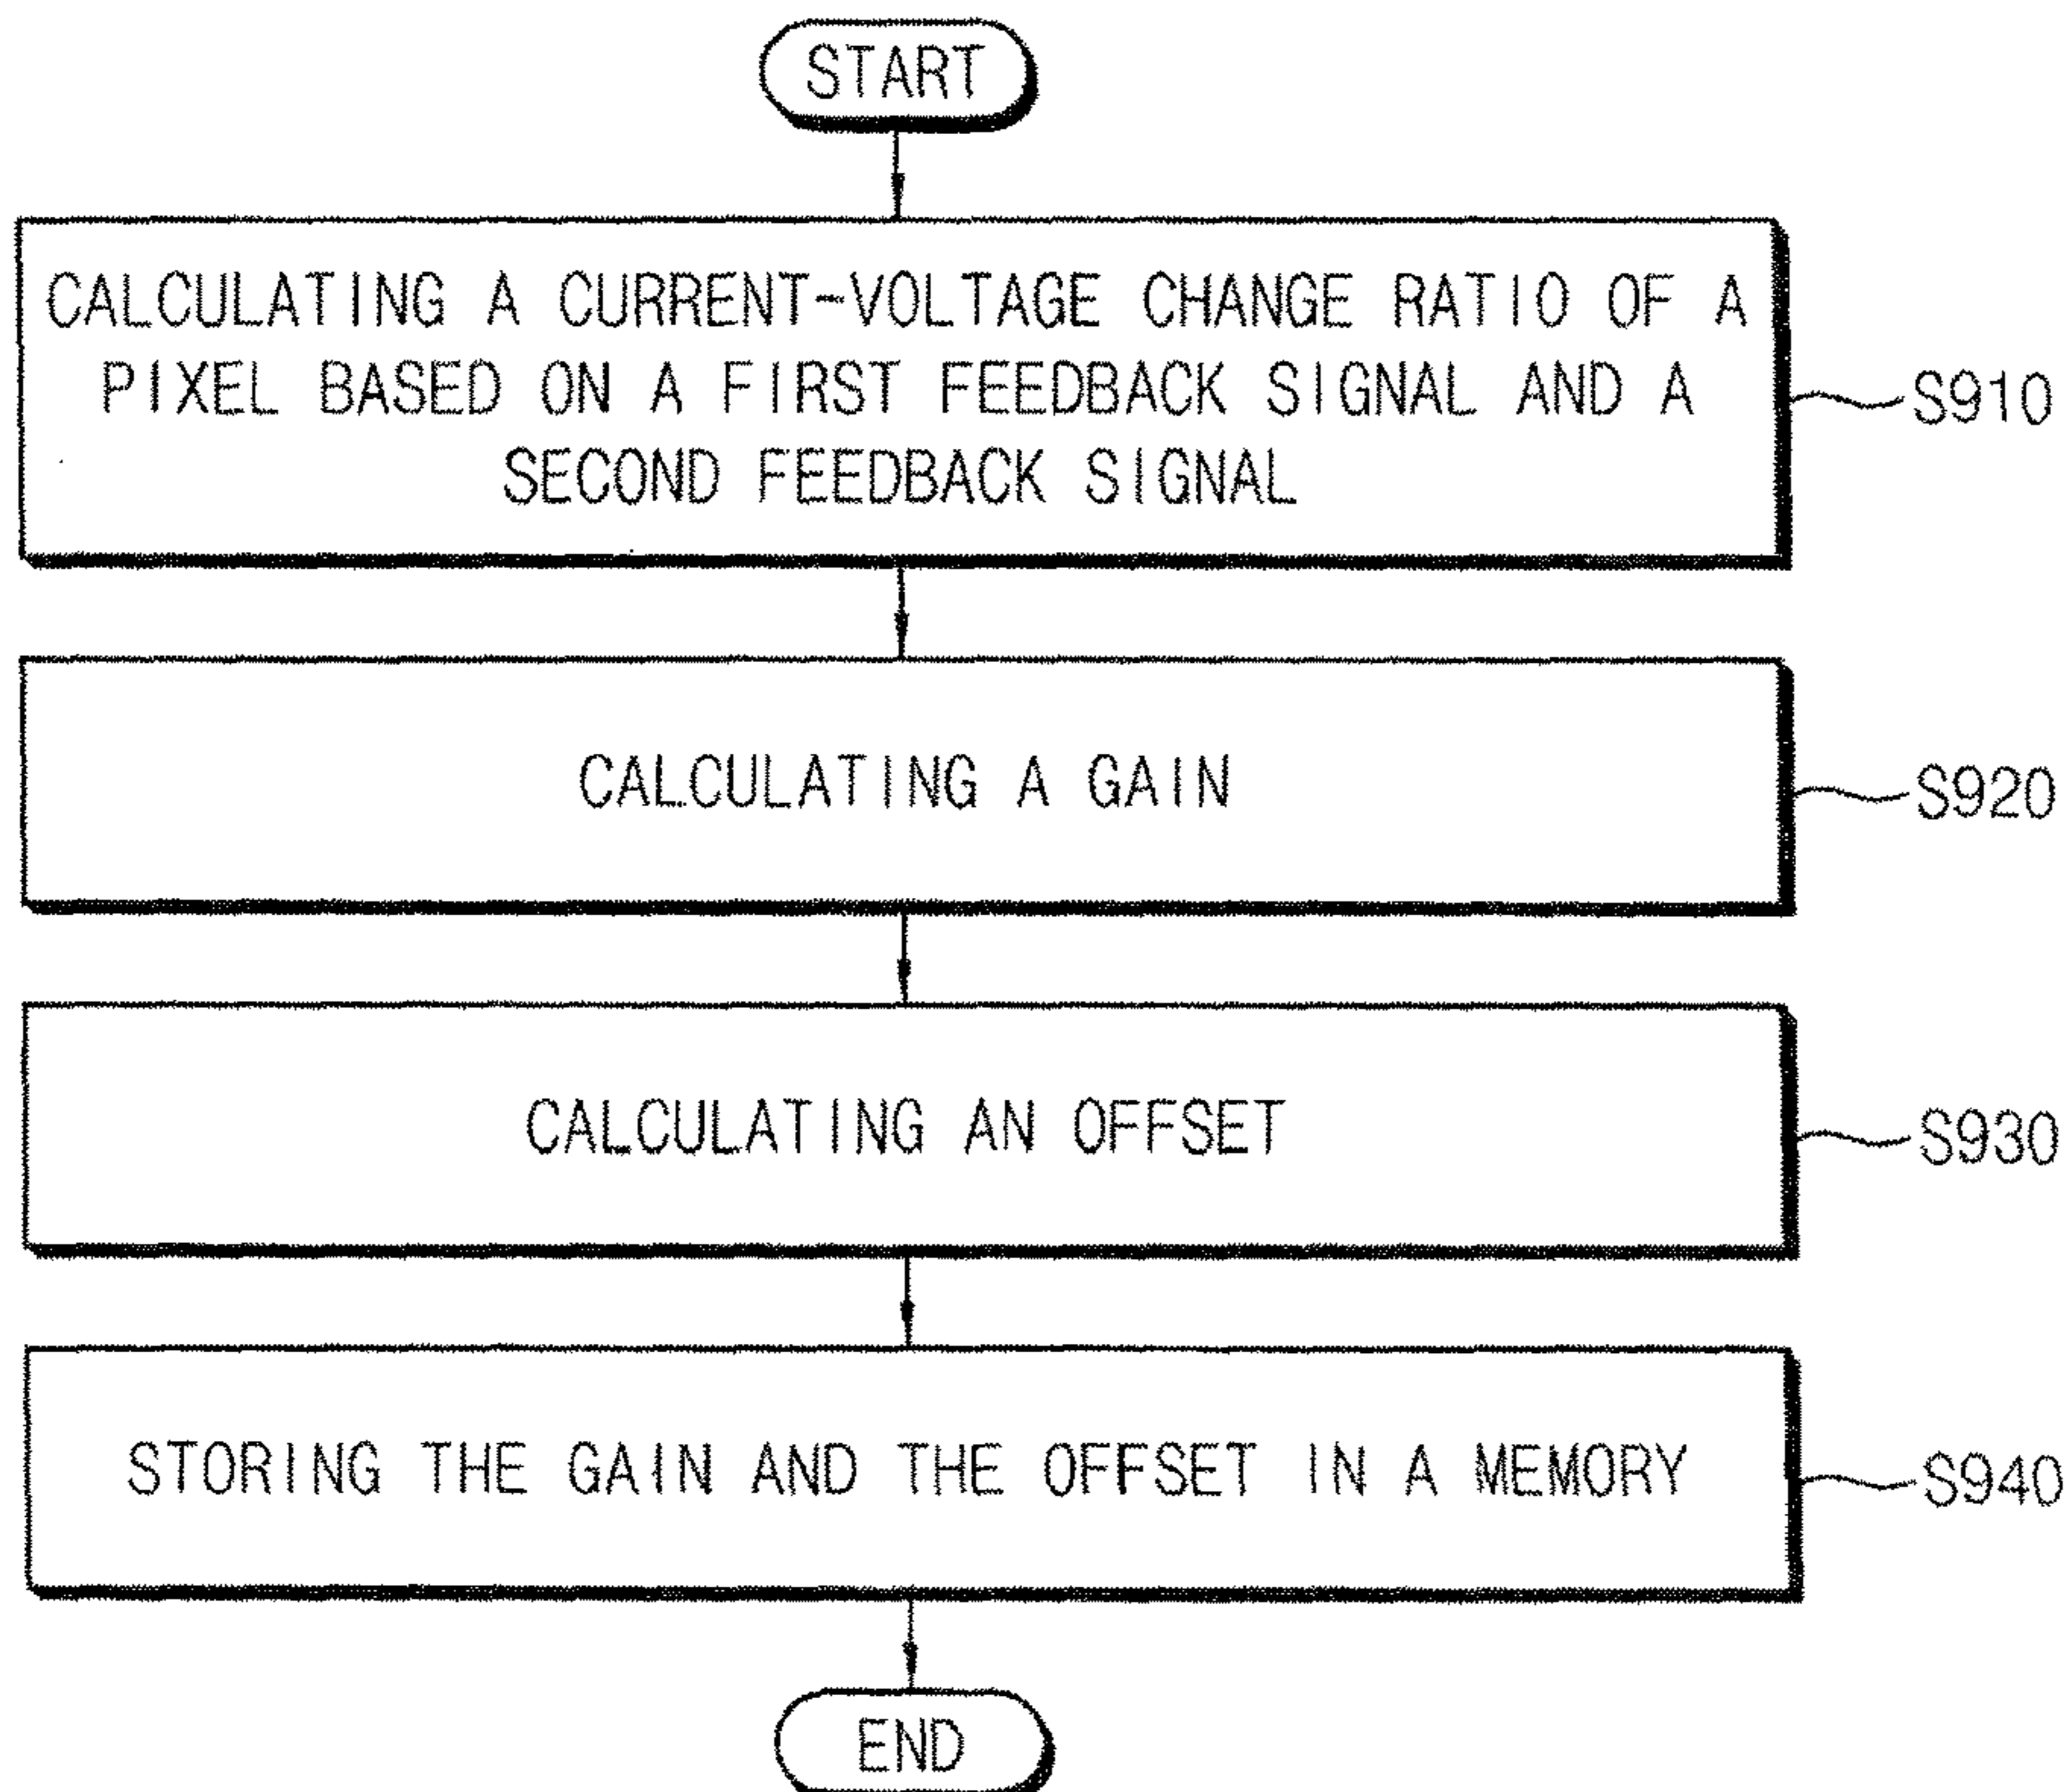 START
CALCULATING A CURRENT-VOLTAGE CHANGE RATIO OF A
PIXEL BASED ON A FIRST FEEDBACK SIGNAL AND A
SECOND FEEDBACK SIGNAL
S910
CALCULATING A GAIN
S920
CALCULATING AN OFFSET
S930
STORING THE GAIN AND THE OFFSET IN A MEMORY
S940
END